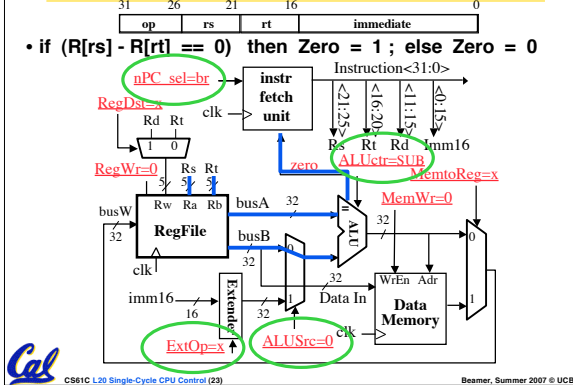 31 26 21 16 0
op rs rt immediate
• if (R[rs] - R[rt] == 0) then Zero = 1 ; else Zero = 0
nPC_sel=br
instr fetch unit
Instruction<31:0>
<21:25>
<16:20>
<11:15>
<0:15>
RegDst=x
clk
Rd Rt
1 0
Rs Rt Rd Imm16
zero
ALUctr=SUB
MemtoReg=x
RegWr=0
Rs Rt
5 5 5
MemWr=0
busW
32
Rw Ra Rb
RegFile
clk
busA
32
busB
32
=
ALU
0
1
32
32
0
1
WrEn Adr
Data Memory
clk
32
Data In
imm16
16
Extender
32
ExtOp=x
ALUSrc=0
Cal
CS61C L20 Single-Cycle CPU Control (23)
Beamer, Summer 2007 © UCB